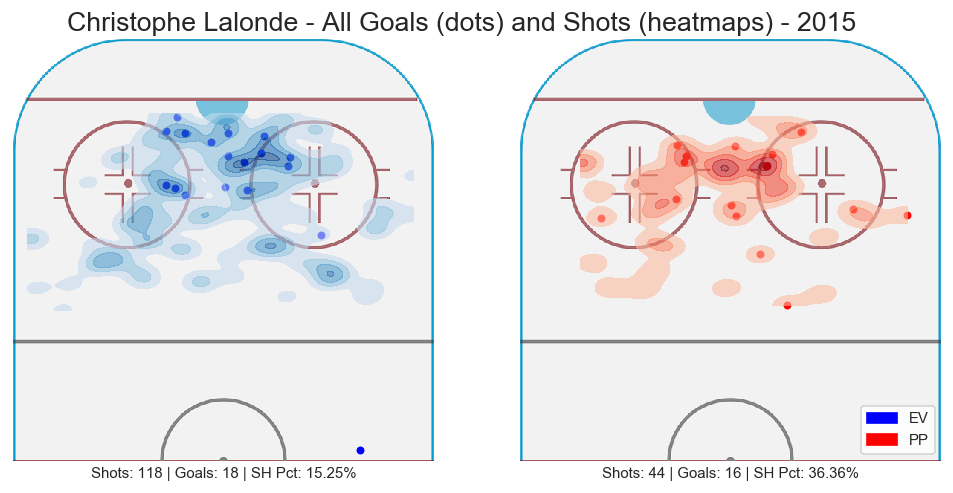 Christophe Lalonde - All Goals (dots) and Shots (heatmaps) - 2015
EV
PP
Shots: 118 | Goals: 18 | SH Pct: 15.25%
Shots: 44 | Goals: 16 | SH Pct: 36.36%